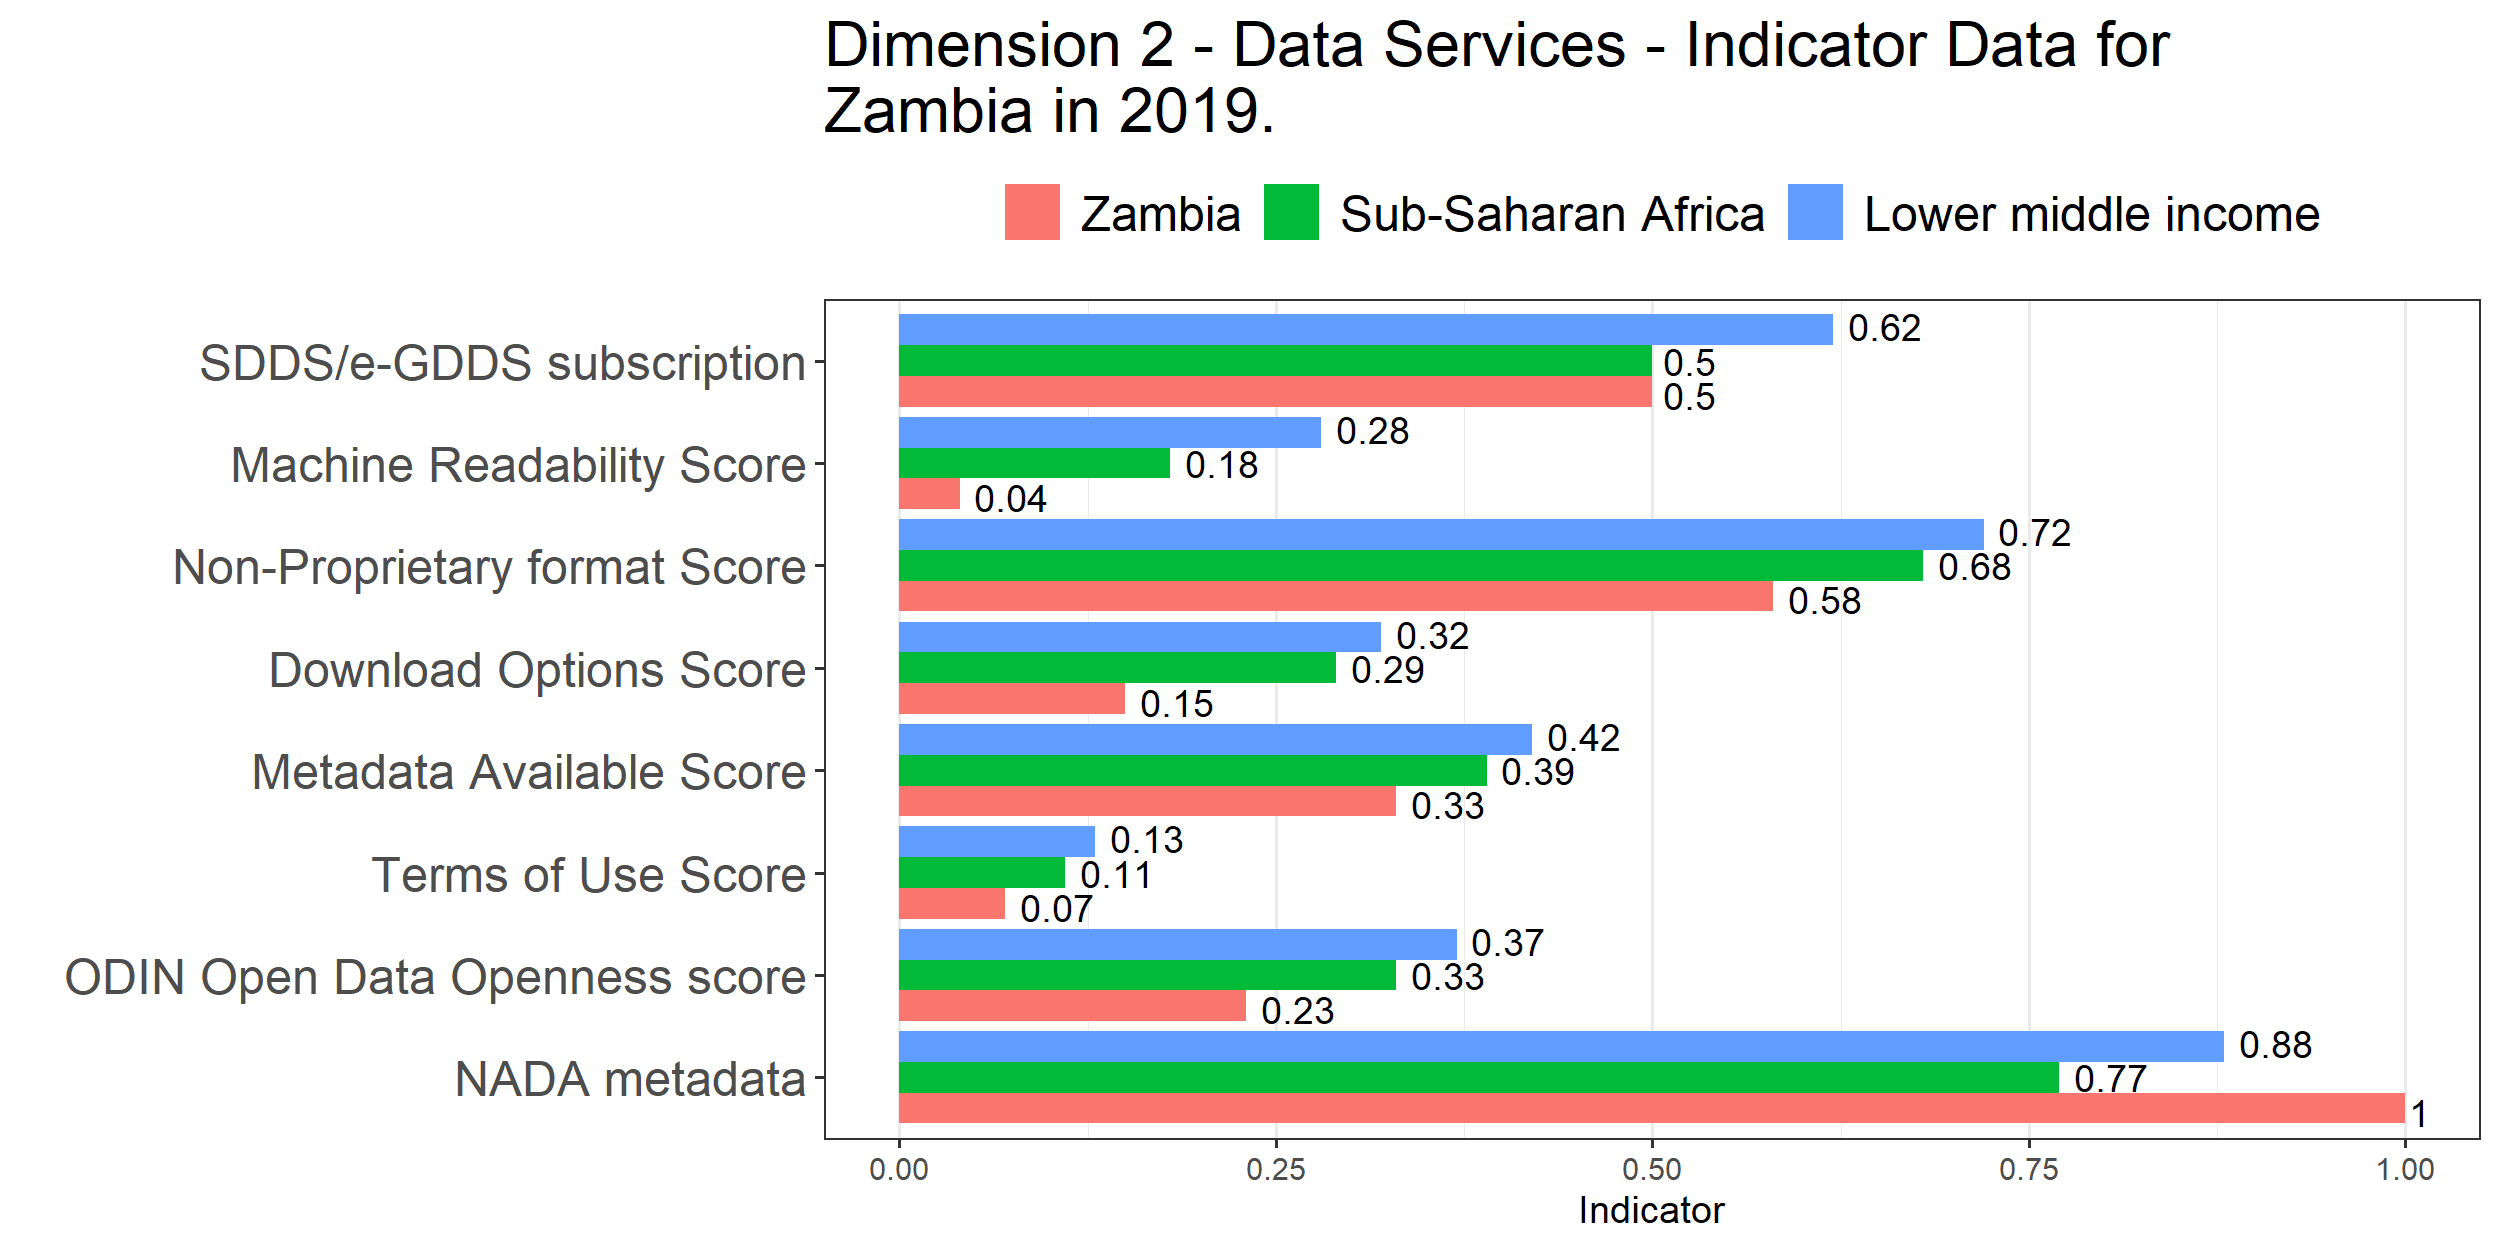 Dimension 2 - Data Services - Indicator Data for
Zambia in 2019.
Zambia
Sub-Saharan Africa
Lower middle income
SDDS/e-GDDS subscription
0.62
0.5
0.5
Machine Readability Score
0.28
0.18
0.04
Non-Proprietary format Score
0.72
0.68
0.58
Download Options Score
0.32
0.29
0.15
Metadata Available Score
0.42
0.39
0.33
Terms of Use Score
0.13
0.11
0.07
ODIN Open Data Openness score
0.37
0.33
0.23
NADA metadata
0.88
0.77
1
0.00 0.25 0.50 0.75 1.00
Indicator